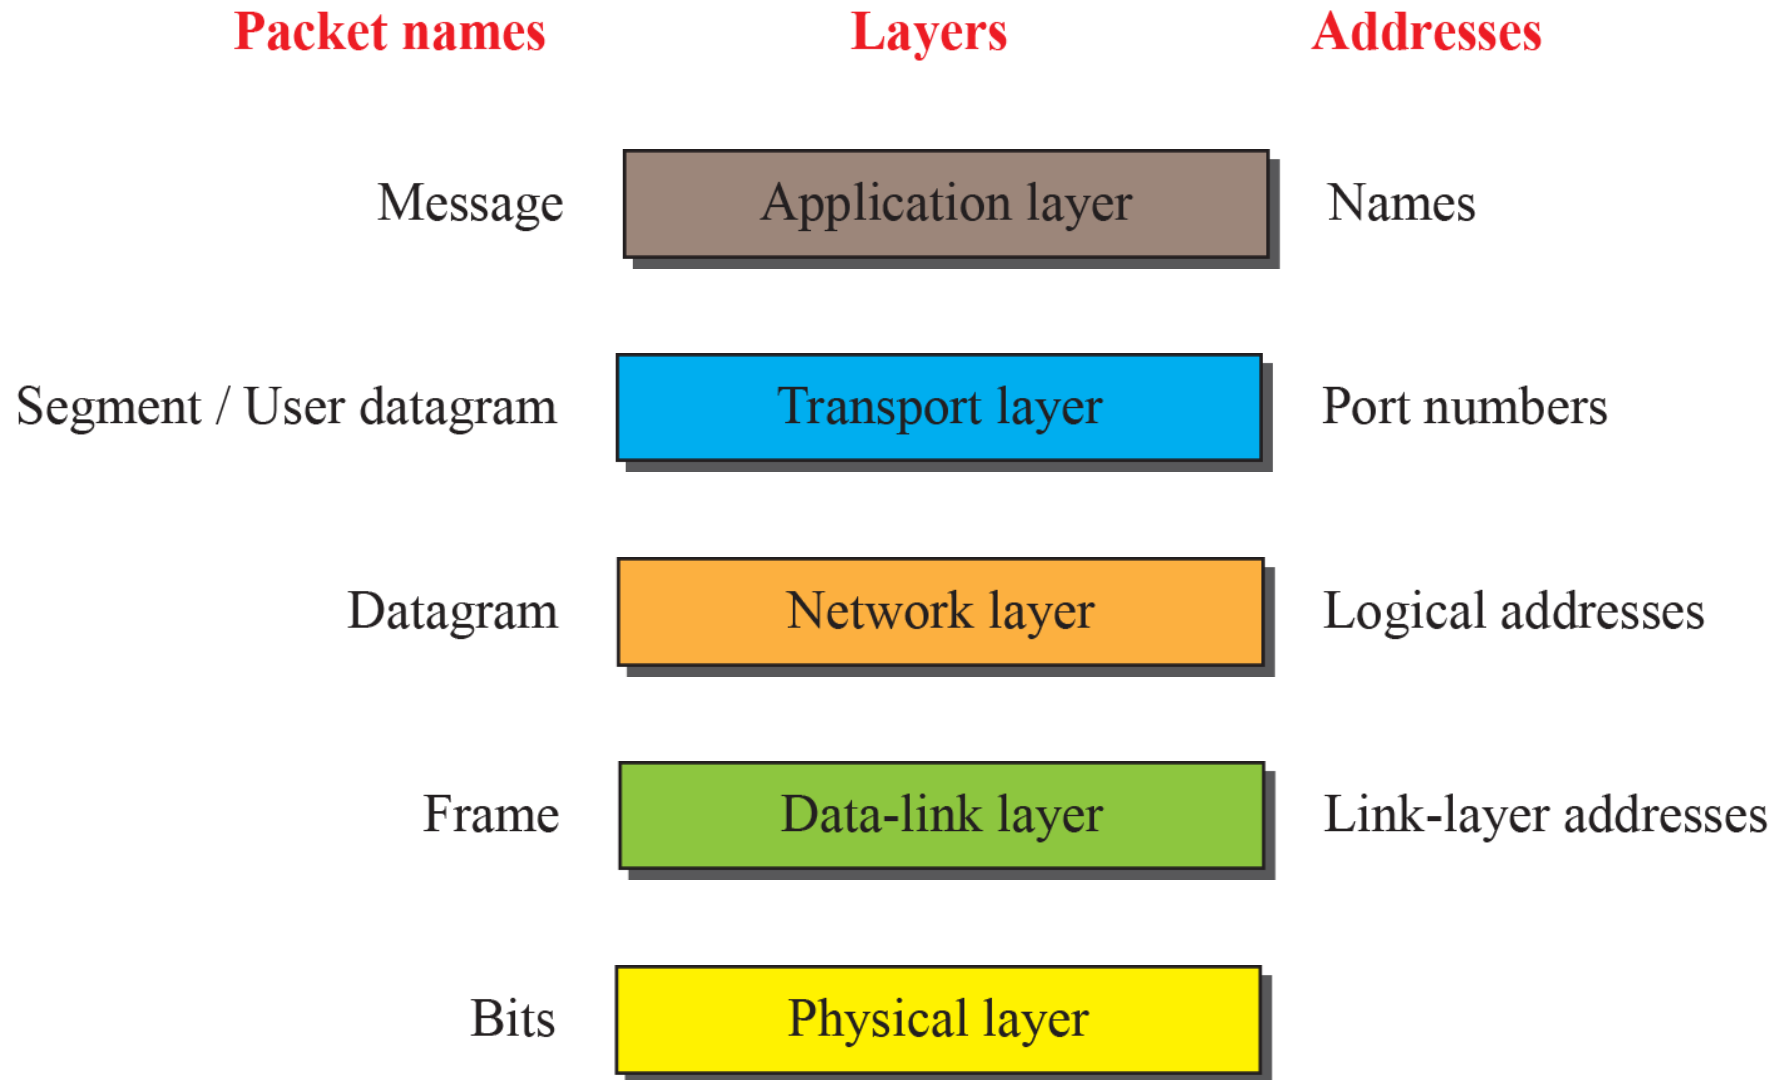 Packet names Layers Addresses
Message Application layer Names
Segment / User datagram Transport layer Port numbers
Datagram Network layer Logical addresses
Frame Data-link layer Link-layer addresses
Bits Physical layer